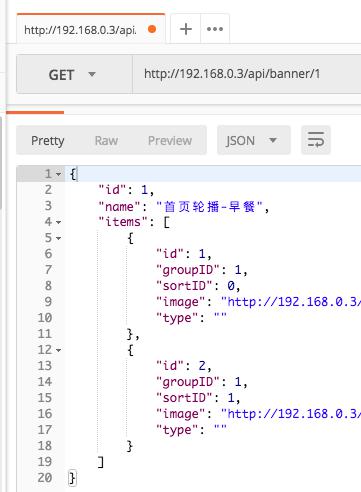 http://192.168.0.3/api.
GET
http://192.168.0.3/api/banner/1
Pretty Raw Preview JSON
1 {
2 "id": 1,
3 "name": "首页轮播-早餐",
4 "items": [
5 {
6 "id": 1,
7 "groupID": 1,
8 "sortID": 0,
9 "image": "http://192.168.0.3/
10 "type": ""
11 },
12 {
13 "id": 2,
14 "groupID": 1,
15 "sortID": 1,
16 "image": "http://192.168.0.3/
17 "type": ""
18 }
19 ]
20 }